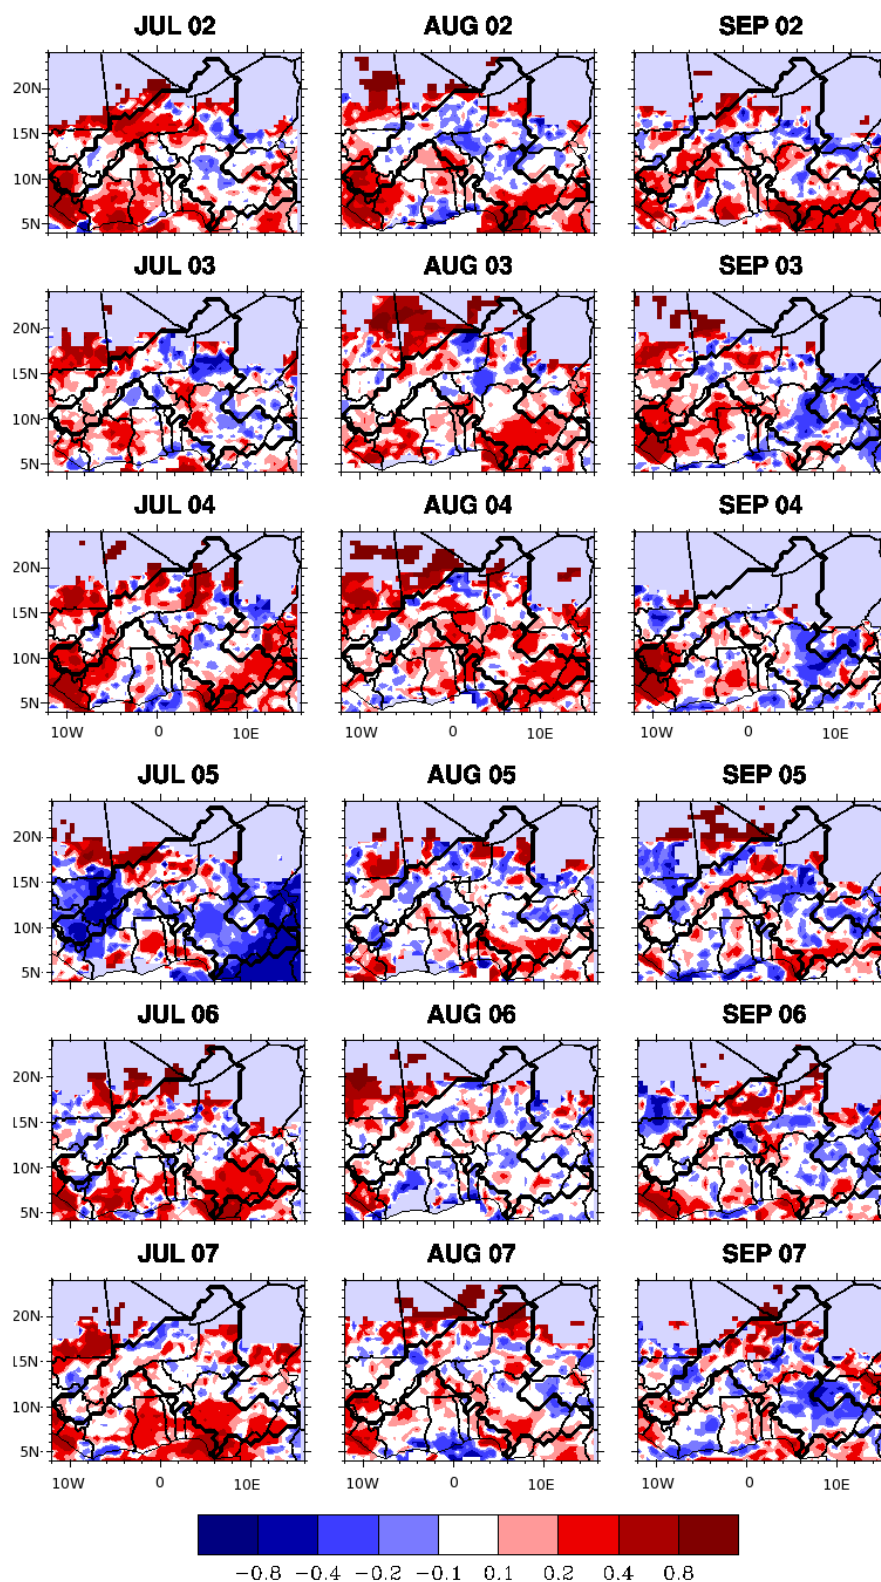 JUL 02 AUG 02 SEP 02
20N
15N
10N
5N
JUL 03 AUG 03 SEP 03
20N
15N
10N
5N
JUL 04 AUG 04 SEP 04
20N
15N
10N
5N
10W 0 10E 10W 0 10E 10W 0 10E
JUL 05 AUG 05 SEP 05
20N
15N
10N
5N
JUL 06 AUG 06 SEP 06
20N
15N
10N
5N
JUL 07 AUG 07 SEP 07
20N
15N
10N
5N
10W 0 10E 10W 0 10E 10W 0 10E
−0.8 −0.4 −0.2 −0.1 0.1 0.2 0.4 0.8